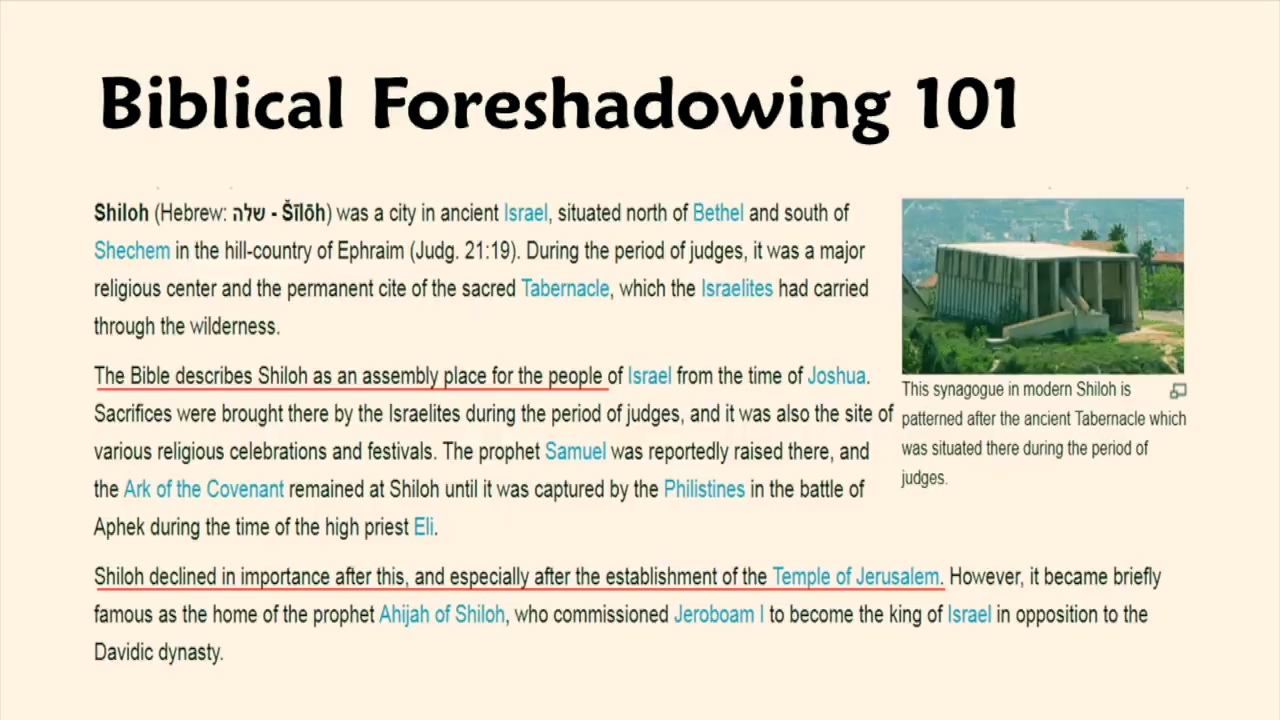 Biblical Foreshadowing 101
Shiloh (Hebrew: שלה - Šīlōh) was a city in ancient Israel, situated north of Bethel and south of
Shechem in the hill-country of Ephraim (Judg. 21:19). During the period of judges, it was a major
religious center and the permanent cite of the sacred Tabernacle, which the Israelites had carried
through the wilderness.
The Bible describes Shiloh as an assembly place for the people of Israel from the time of Joshua.
Sacrifices were brought there by the Israelites during the period of judges, and it was also the site of
various religious celebrations and festivals. The prophet Samuel was reportedly raised there, and
the Ark of the Covenant remained at Shiloh until it was captured by the Philistines in the battle of
Aphek during the time of the high priest Eli.
Shiloh declined in importance after this, and especially after the establishment of the Temple of Jerusalem. However, it became briefly
famous as the home of the prophet Ahijah of Shiloh, who commissioned Jeroboam I to become the king of Israel in opposition to the
Davidic dynasty.
This synagogue in modern Shiloh is
patterned after the ancient Tabernacle which
was situated there during the period of
judges.